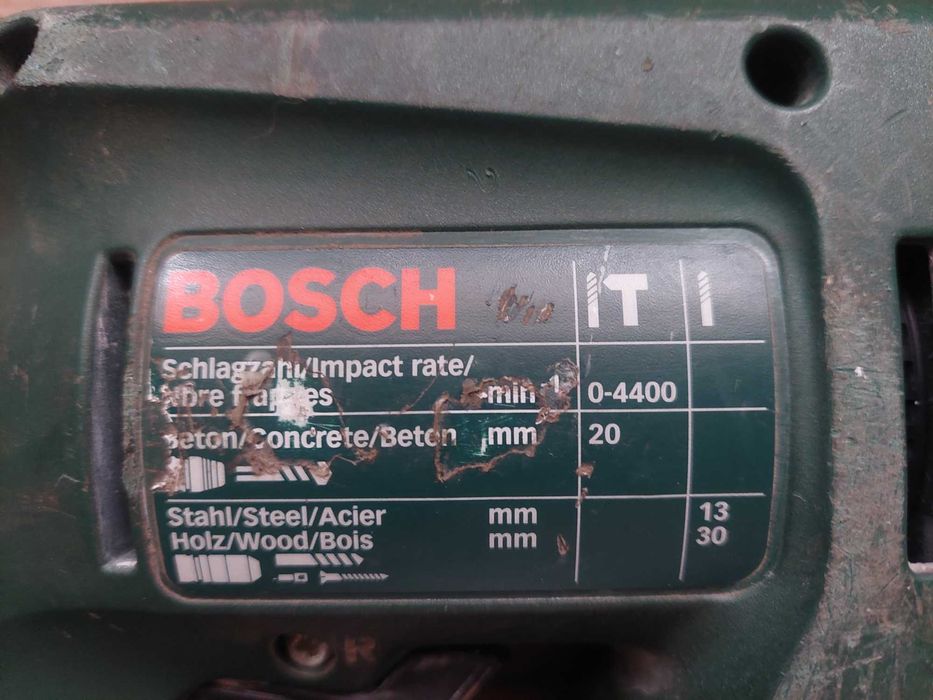 BOSCH
Schlagzahl/Impact rate/
frappes min-1 0-4400
Beton/Concrete/Beton mm 20
Stahl/Steel/Acier mm 13
Holz/Wood/Bois mm 30
R